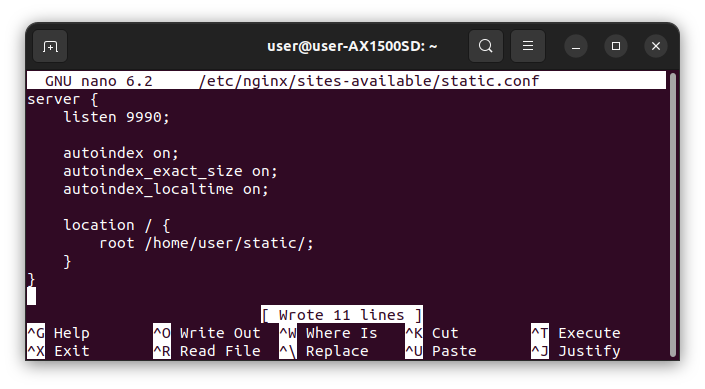 user@user-AX1500SD: ~
GNU nano 6.2     /etc/nginx/sites-available/static.conf
server {
    listen 9990;

    autoindex on;
    autoindex_exact_size on;
    autoindex_localtime on;

    location / {
        root /home/user/static/;
    }
}
[ Wrote 11 lines ]
^G Help       ^O Write Out  ^W Where Is   ^K Cut        ^T Execute
^X Exit       ^R Read File  ^\ Replace    ^U Paste      ^J Justify